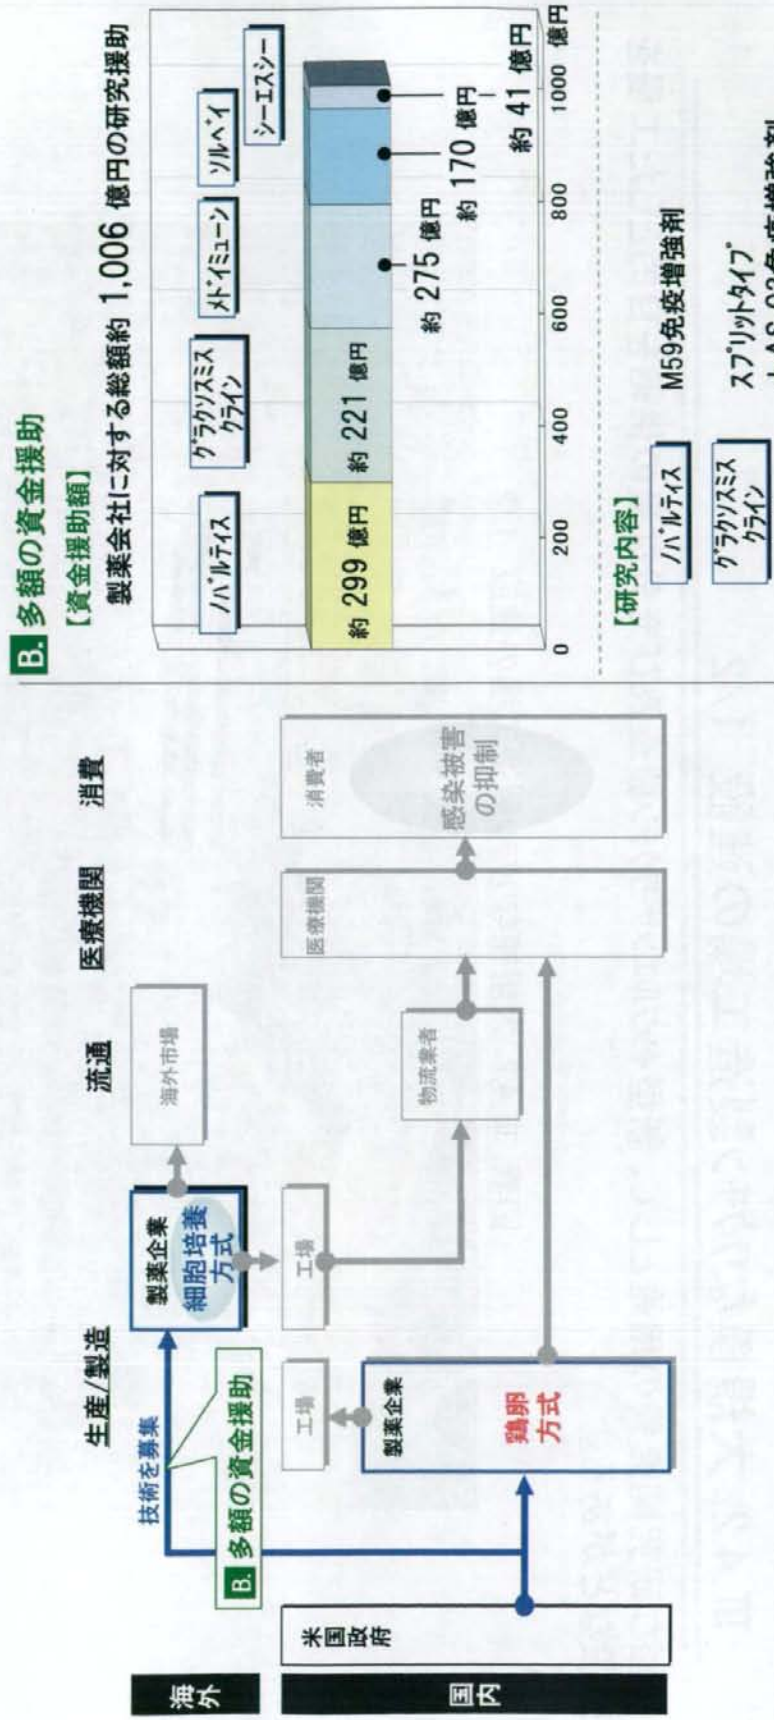 生産/製造
流通
医療機関
消費
海外
国内
米国政府
技術を募集
B. 多額の資金援助
製薬企業
細胞培養
方式
海外市場
工場
工場
製薬企業
鶏卵
方式
物流業者
医療機関
消費者
感染被害
の抑制
B. 多額の資金援助
【資金援助額】
製薬会社に対する総額約 1,006 億円の研究援助
ノバルティス
グラクソスミス
クライン
メドイミューン
ソルベイ
シーエスシー
約 299 億円
約 221 億円
約 275 億円
約 170 億円
約 41 億円
0 200 400 600 800 1000 億円
【研究内容】
ノバルティス
M59免疫増強剤
グラクソスミス
クライン
スプリットタイプ